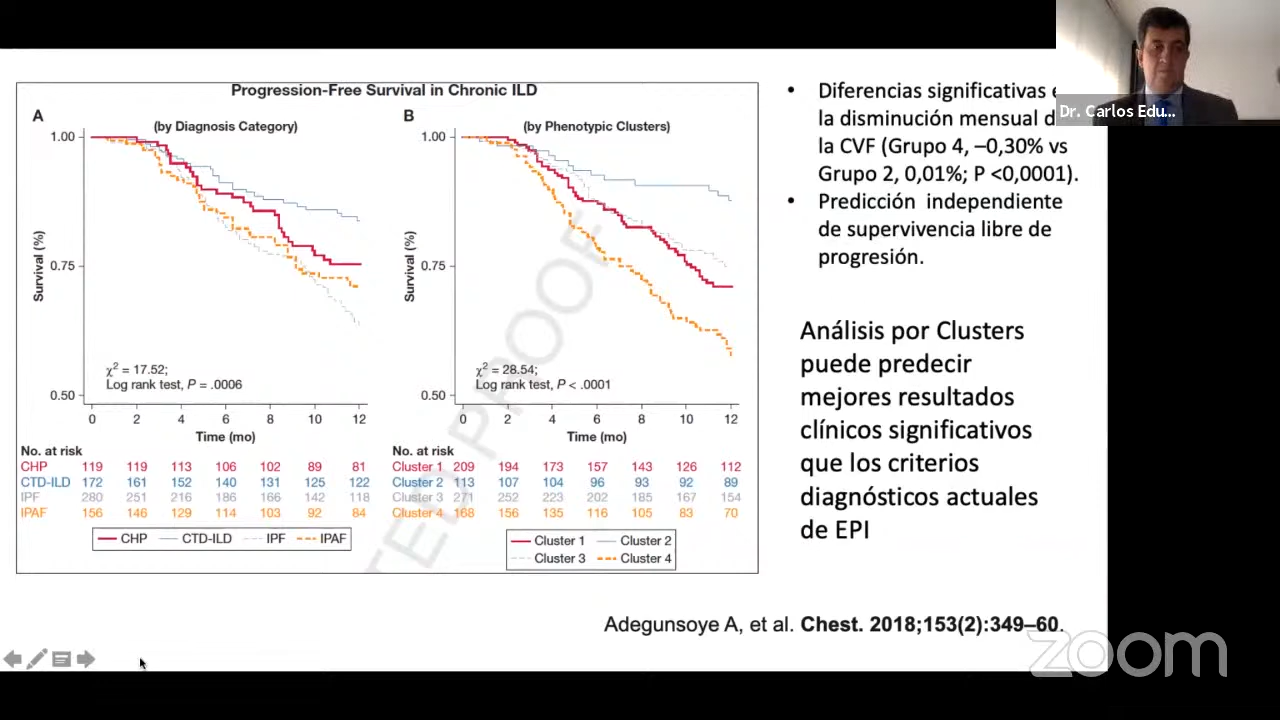 Progression-Free Survival in Chronic ILD
A
(by Diagnosis Category)
1.00
0.75
0.50
Survival (%)
χ² = 17.52;
Log rank test, P = .0006
0 2 4 6 8 10 12
Time (mo)
No. at risk
CHP 119 119 113 106 102 89 81
CTD-ILD 172 161 152 140 131 125 122
IPF 280 251 216 186 166 142 118
IPAF 156 146 129 114 103 92 84
CHP CTD-ILD IPF IPAF
B
(by Phenotypic Clusters)
1.00
0.75
0.50
Survival (%)
χ² = 28.54;
Log rank test, P < .0001
0 2 4 6 8 10 12
Time (mo)
No. at risk
Cluster 1 209 194 173 157 143 126 112
Cluster 2 113 107 104 96 93 92 89
Cluster 3 271 252 223 202 185 167 154
Cluster 4 168 156 135 116 105 83 70
Cluster 1 Cluster 2
Cluster 3 Cluster 4
TED PROOF
• Diferencias significativas
la disminución mensual
la CVF (Grupo 4, –0,30% vs
Grupo 2, 0,01%; P <0,0001).
• Predicción independiente
de supervivencia libre de
progresión.
Análisis por Clusters
puede predecir
mejores resultados
clínicos significativos
que los criterios
diagnósticos actuales
de EPI
Adegunsoye A, et al. Chest. 2018;153(2):349–60.
Dr. Carlos Edu...
zoom